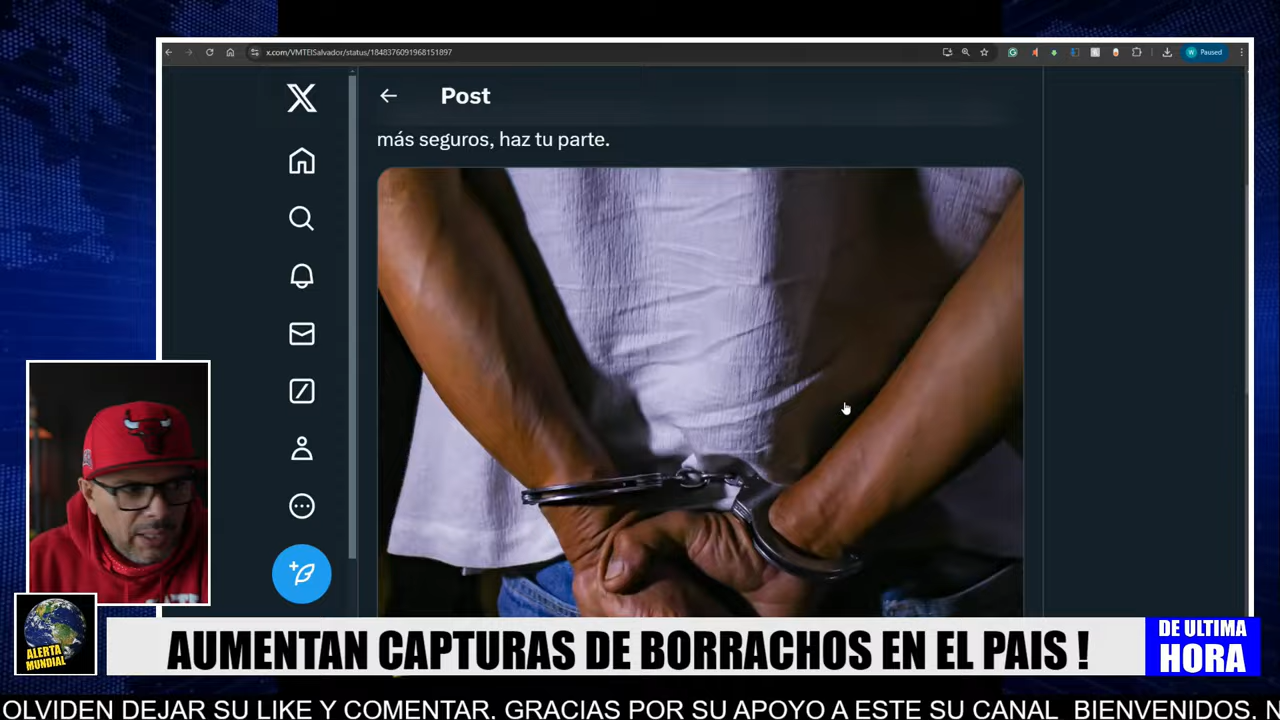 x.com/VMTElSalvador/status/1848376091968151897
W Paused
Post
más seguros, haz tu parte.
ALERTA
MUNDIAL
AUMENTAN CAPTURAS DE BORRACHOS EN EL PAIS !
DE ULTIMA
HORA
OLVIDEN DEJAR SU LIKE Y COMENTAR. GRACIAS POR SU APOYO A ESTE SU CANAL BIENVENIDOS. N